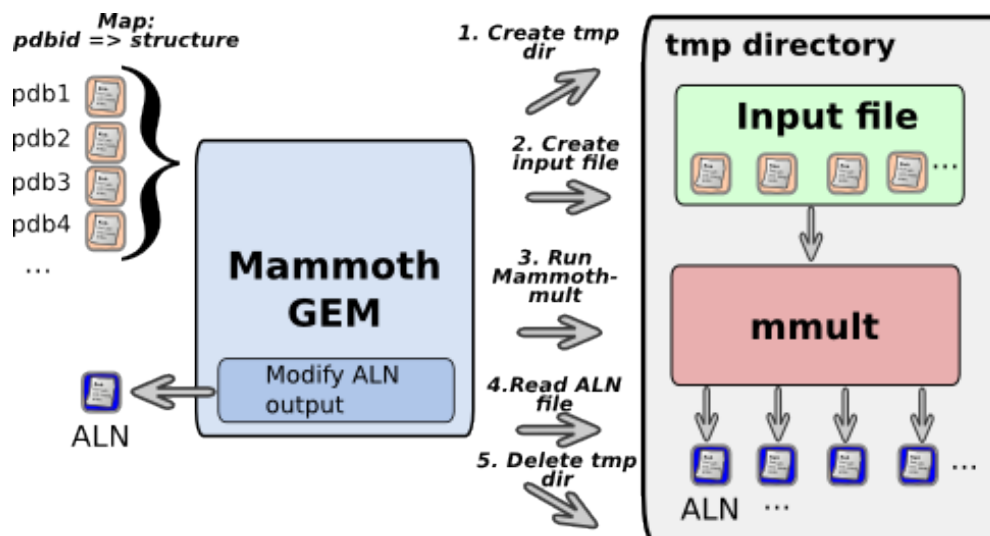 Map:
pdbid => structure
pdb1
pdb2
pdb3
pdb4
...
Mammoth
GEM
Modify ALN
output
ALN
1. Create tmp
dir
2. Create
input file
3. Run
Mammoth-
mult
4.Read ALN
file
5. Delete tmp
dir
tmp directory
Input file
...
mmult
...
ALN
...